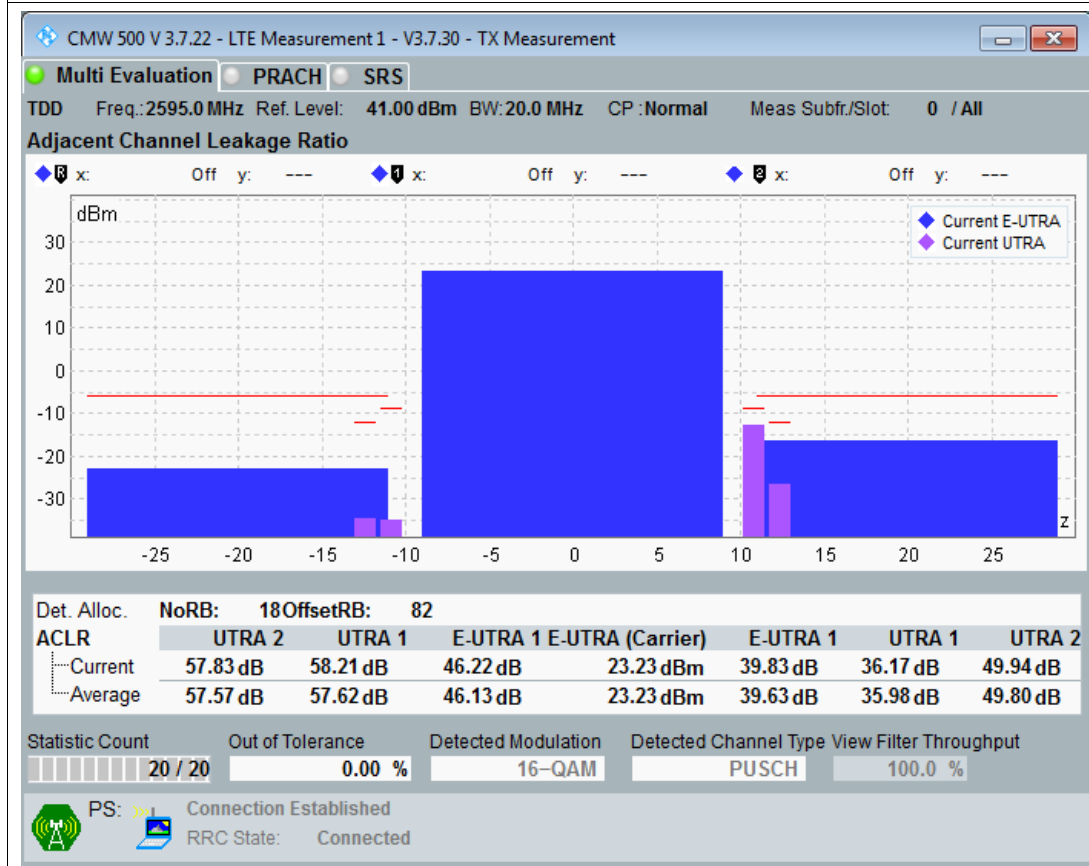 CMW 500 V 3.7.22 - LTE Measurement 1 - V3.7.30 - TX Measurement
Multi Evaluation PRACH SRS
TDD Freq.: 2595.0 MHz Ref. Level: 41.00 dBm BW: 20.0 MHz CP : Normal Meas Subfr./Slot: 0 / All
Adjacent Channel Leakage Ratio
R x: Off y: --- 1 x: Off y: --- 2 x: Off y: ---
dBm
Current E-UTRA
Current UTRA
30
20
10
0
-10
-20
-30
z
-25 -20 -15 -10 -5 0 5 10 15 20 25
Det. Alloc. NoRB: 18 OffsetRB: 82
ACLR UTRA 2 UTRA 1 E-UTRA 1 E-UTRA (Carrier) E-UTRA 1 UTRA 1 UTRA 2
Current 57.83 dB 58.21 dB 46.22 dB 23.23 dBm 39.83 dB 36.17 dB 49.94 dB
Average 57.57 dB 57.62 dB 46.13 dB 23.23 dBm 39.63 dB 35.98 dB 49.80 dB
Statistic Count Out of Tolerance Detected Modulation Detected Channel Type View Filter Throughput
20 / 20 0.00 % 16-QAM PUSCH 100.0 %
PS: Connection Established
RRC State: Connected